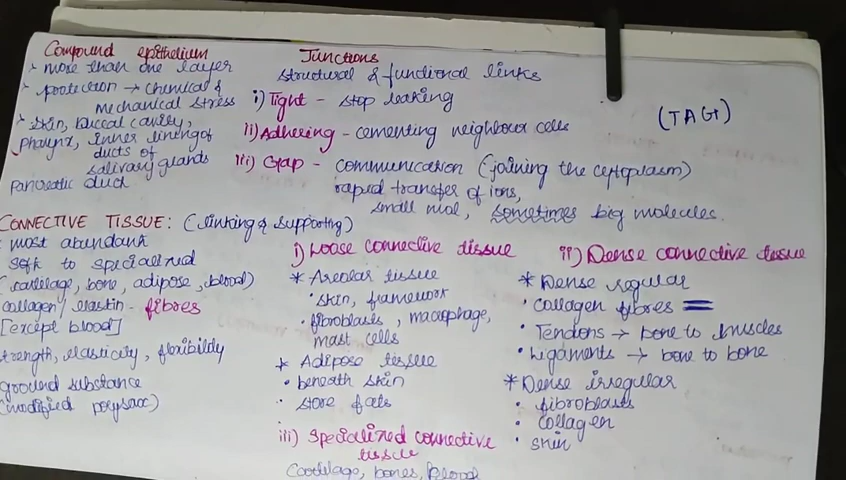 Compound epithelium
more than one layer
protection → chemical &
mechanical stress
skin, buccal cavity,
pharynx, inner lining of
ducts of
salivary glands
Pancreatic duct
Junctions
Structural & functional links
i) Tight - stop leaking
ii) Adhering - cementing neighbour cells
iii) Gap - communication (joining the cytoplasm)
rapid transfer of ions,
small mol, sometimes big molecules.
(TAG)
CONNECTIVE TISSUE: (linking & supporting)
most abundant
soft to specialized
(cartilage, bone, adipose, blood)
collagen/elastin - fibres
[except blood]
strength, elasticity, flexibility
ground substance
(modified polysacc)
i) Loose connective tissue
* Areolar tissue
• skin, framework
• fibroblasts, macrophage,
mast cells
* Adipose tissue
• beneath skin
• store fats
iii) Specialized connective
tissue
Cartilage, bones, Blood
ii) Dense connective tissue
* Dense regular
• Collagen fibres
• Tendons → bone to muscles
• Ligaments → bone to bone
* Dense irregular
• fibroblasts
• collagen
• skin